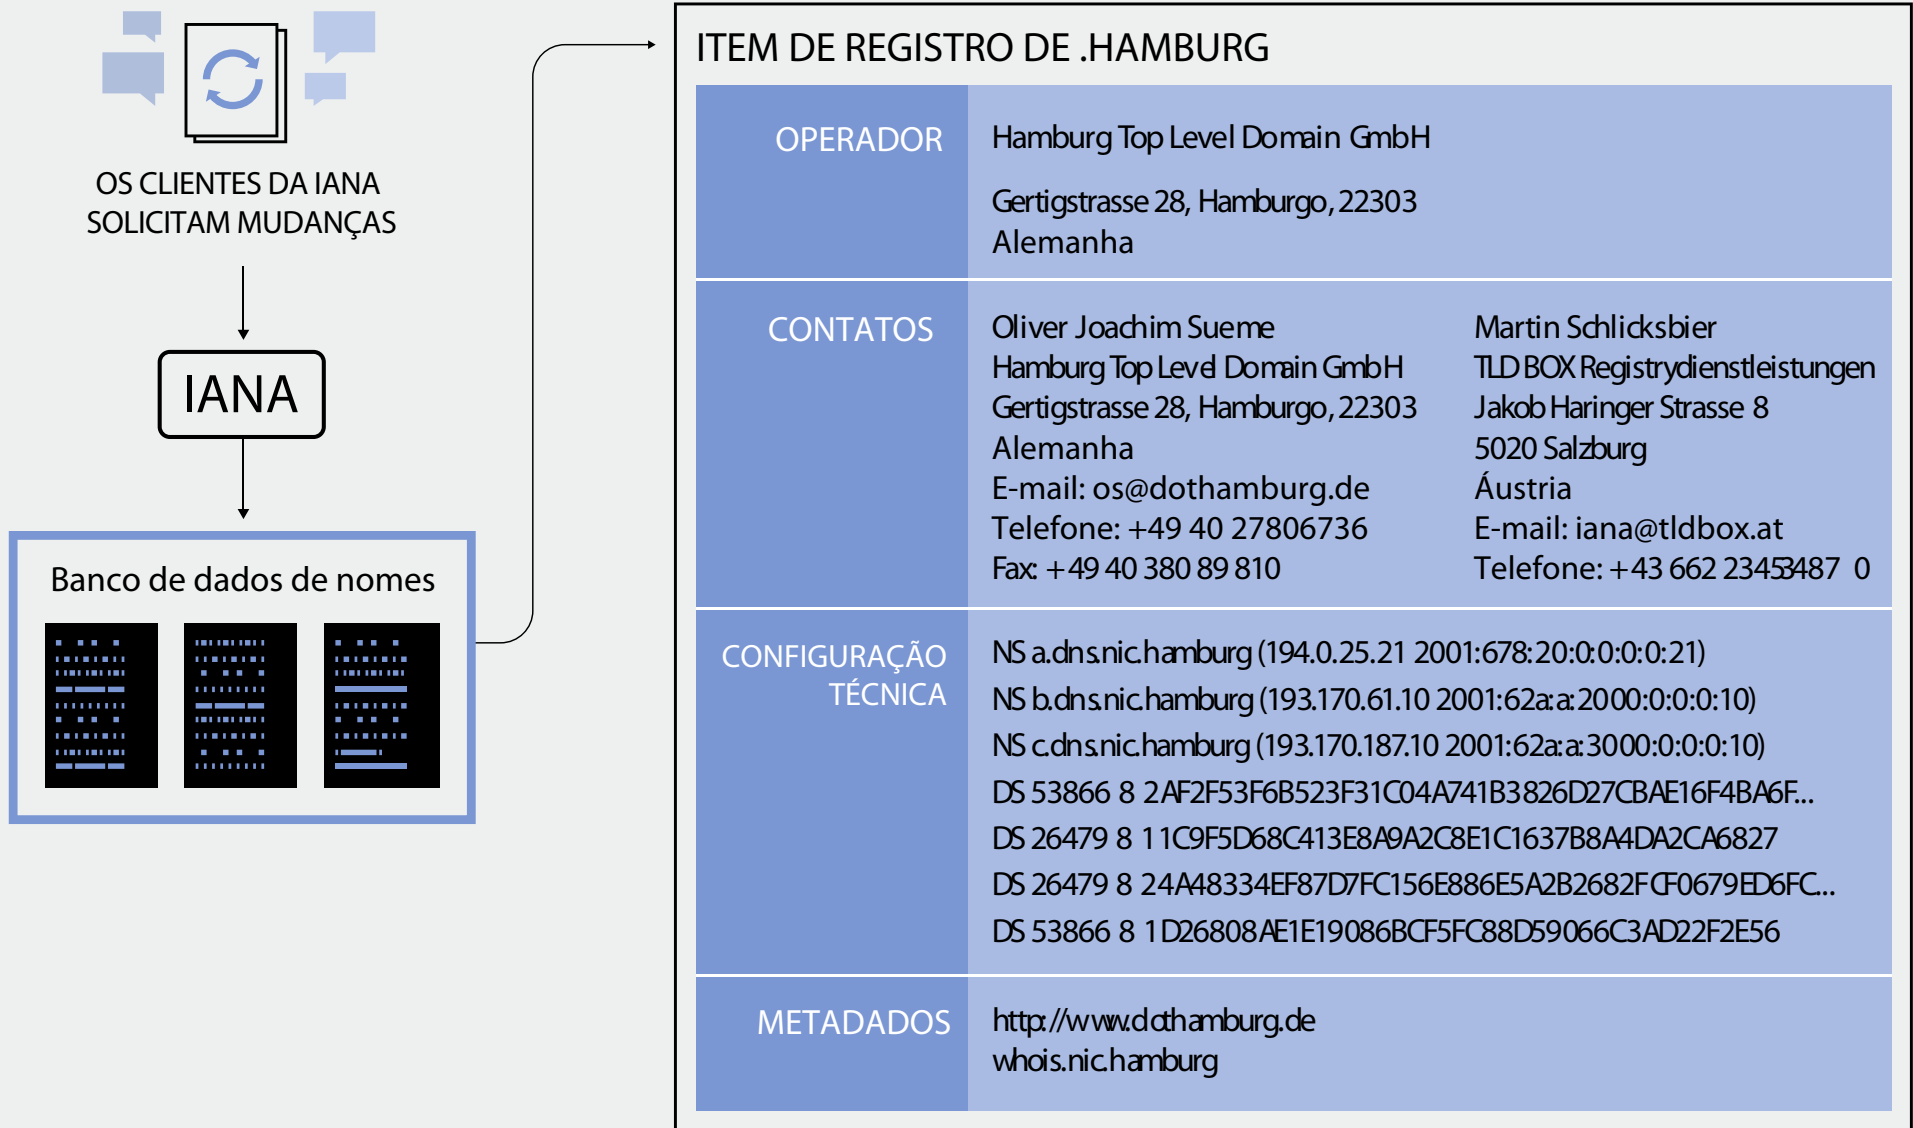 OS CLIENTES DA IANA
SOLICITAM MUDANÇAS
IANA
Banco de dados de nomes
ITEM DE REGISTRO DE .HAMBURG
OPERADOR
Hamburg Top Level Domain GmbH
Gertigstrasse 28, Hamburgo, 22303
Alemanha
CONTATOS
Oliver Joachim Sueme
Hamburg Top Level Domain GmbH
Gertigstrasse 28, Hamburgo, 22303
Alemanha
E-mail: os@dothamburg.de
Telefone: +49 40 27806736
Fax: +49 40 380 89 810
Martin Schlicksbier
TLD BOX Registrydienstleistungen
Jakob Haringer Strasse 8
5020 Salzburg
Áustria
E-mail: iana@tldbox.at
Telefone: +43 662 23453487 0
CONFIGURAÇÃO
TÉCNICA
NS a.dns.nic.hamburg (194.0.25.21 2001:678:20:0:0:0:0:21)
NS b.dns.nic.hamburg (193.170.61.10 2001:62a:a:2000:0:0:0:10)
NS c.dns.nic.hamburg (193.170.187.10 2001:62a:a:3000:0:0:0:10)
DS 53866 8 2AF2F53F6B523F31C04A741B3826D27CBAE16F4BA6F...
DS 26479 8 11C9F5D68C413E8A9A2C8E1C1637B8A4DA2CA6827
DS 26479 8 24A48334EF87D7FC156E886E5A2B2682FCF0679ED6FC...
DS 53866 8 1D26808AE1E19086BCF5FC88D59066C3AD22F2E56
METADADOS
http://www.dothamburg.de
whois.nic.hamburg